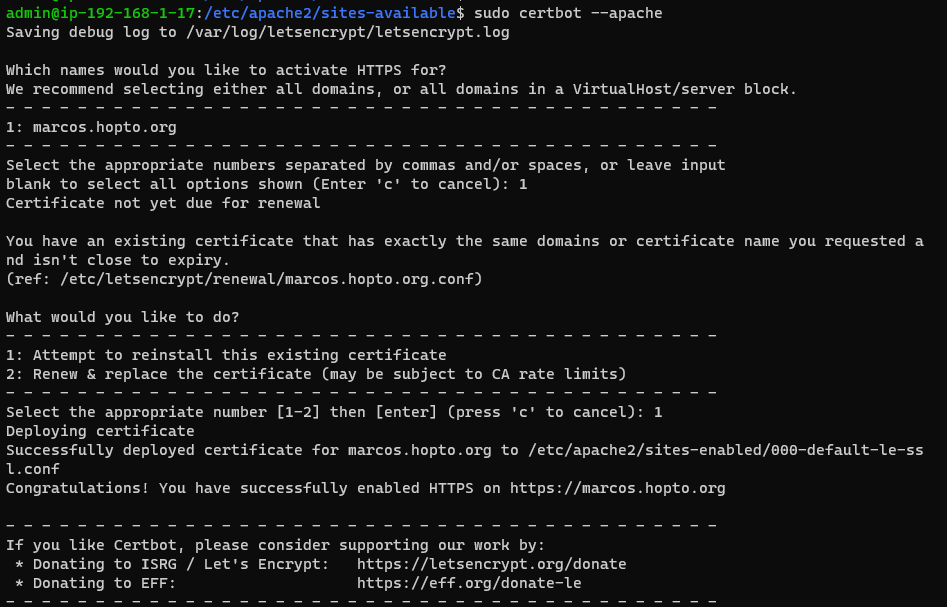 admin@ip-192-168-1-17:/etc/apache2/sites-available$ sudo certbot --apache
Saving debug log to /var/log/letsencrypt/letsencrypt.log
Which names would you like to activate HTTPS for?
We recommend selecting either all domains, or all domains in a VirtualHost/server block.
- - - - - - - - - - - - - - - - - - - - - - - - - - - - - - - - - - - - - - - -
1: marcos.hopto.org
- - - - - - - - - - - - - - - - - - - - - - - - - - - - - - - - - - - - - - - -
Select the appropriate numbers separated by commas and/or spaces, or leave input
blank to select all options shown (Enter 'c' to cancel): 1
Certificate not yet due for renewal
You have an existing certificate that has exactly the same domains or certificate name you requested a
nd isn't close to expiry.
(ref: /etc/letsencrypt/renewal/marcos.hopto.org.conf)
What would you like to do?
- - - - - - - - - - - - - - - - - - - - - - - - - - - - - - - - - - - - - - - -
1: Attempt to reinstall this existing certificate
2: Renew & replace the certificate (may be subject to CA rate limits)
- - - - - - - - - - - - - - - - - - - - - - - - - - - - - - - - - - - - - - - -
Select the appropriate number [1-2] then [enter] (press 'c' to cancel): 1
Deploying certificate
Successfully deployed certificate for marcos.hopto.org to /etc/apache2/sites-enabled/000-default-le-ss
l.conf
Congratulations! You have successfully enabled HTTPS on https://marcos.hopto.org
- - - - - - - - - - - - - - - - - - - - - - - - - - - - - - - - - - - - - - - -
If you like Certbot, please consider supporting our work by:
* Donating to ISRG / Let's Encrypt:   https://letsencrypt.org/donate
* Donating to EFF:                    https://eff.org/donate-le
- - - - - - - - - - - - - - - - - - - - - - - - - - - - - - - - - - - - - - - -